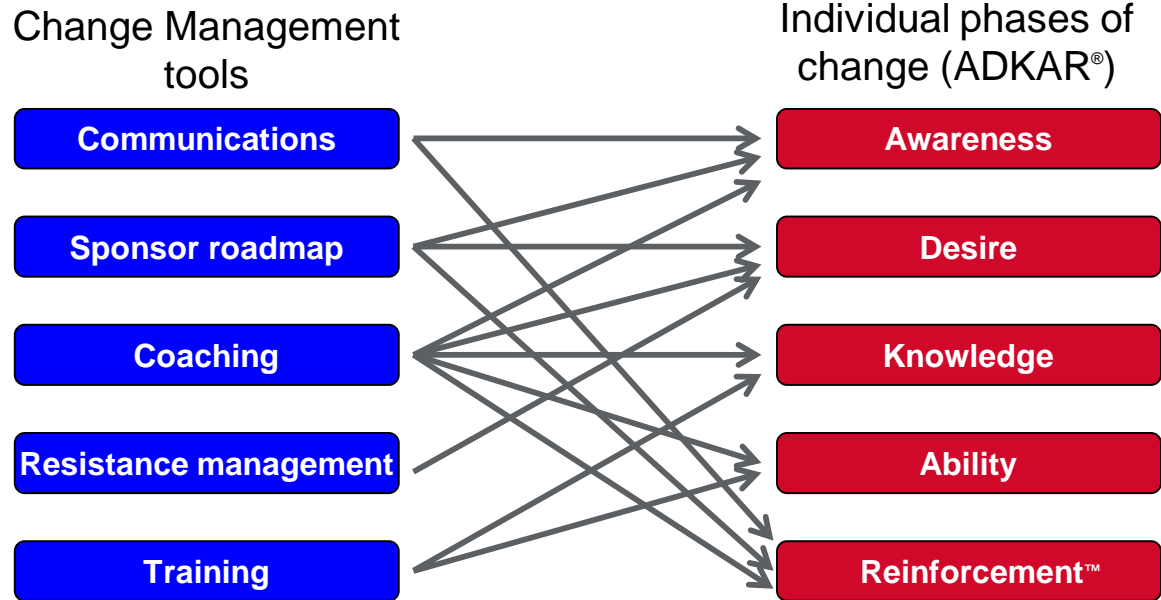 Change Management
tools
Individual phases of
change (ADKAR®)
Communications
Awareness
Sponsor roadmap
Desire
Coaching
Knowledge
Resistance management
Ability
Training
Reinforcement™